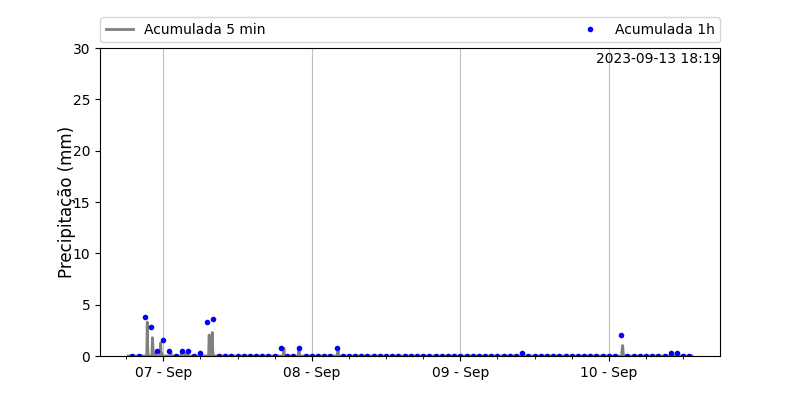 Acumulada 5 min
Acumulada 1h
2023-09-13 18:19
30
25
20
15
10
5
0
Precipitação (mm)
07 - Sep
08 - Sep
09 - Sep
10 - Sep